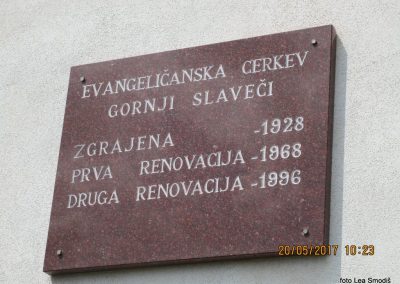 EVANGELIČANSKA CERKEV
GORNJI SLAVEČI
ZGRAJENA -1928
PRVA RENOVACIJA -1968
DRUGA RENOVACIJA -1996
20/05/2017 10:23
foto Lea Smodiš